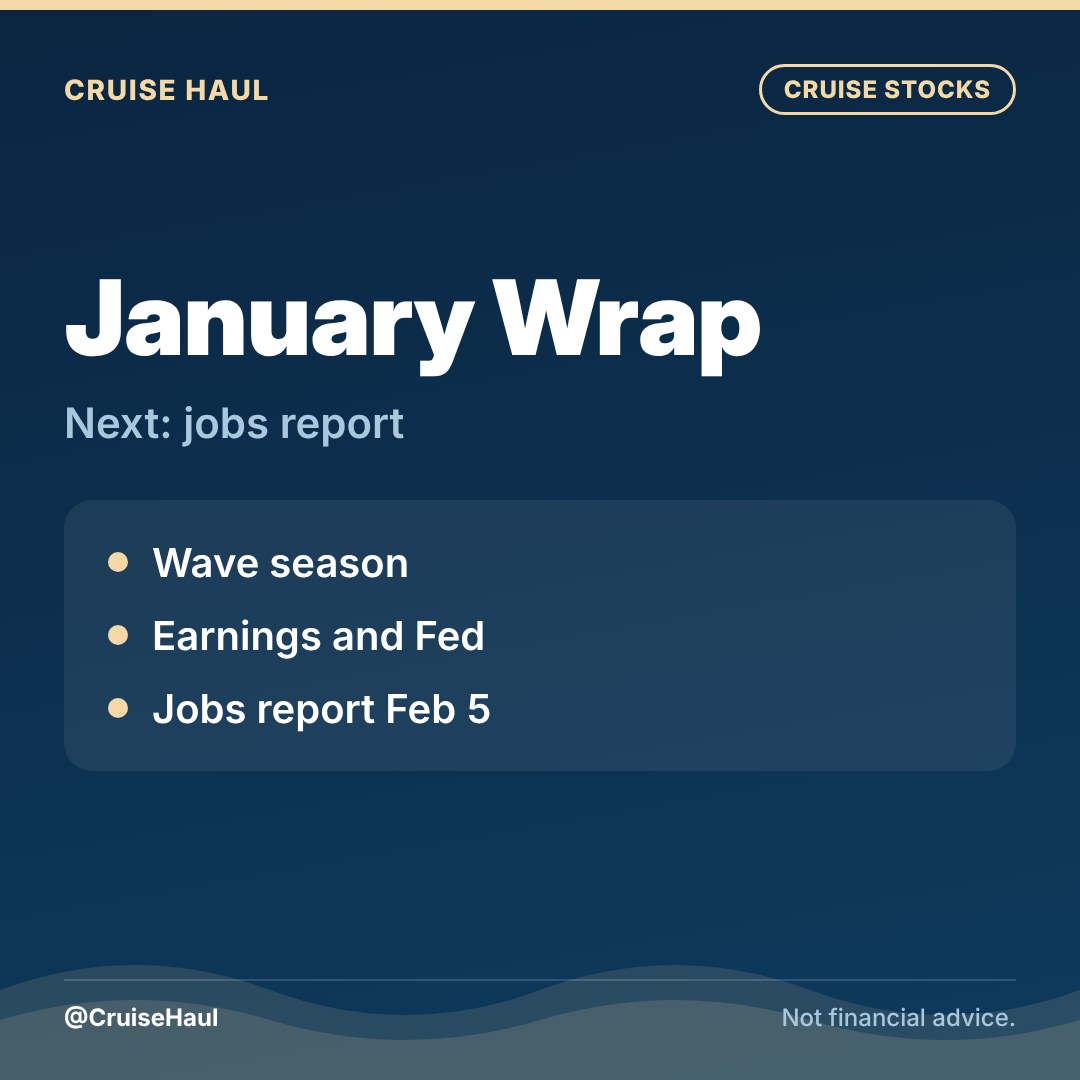 CRUISE HAUL
CRUISE STOCKS
January Wrap
Next: jobs report
Wave season
Earnings and Fed
Jobs report Feb 5
@CruiseHaul
Not financial advice.